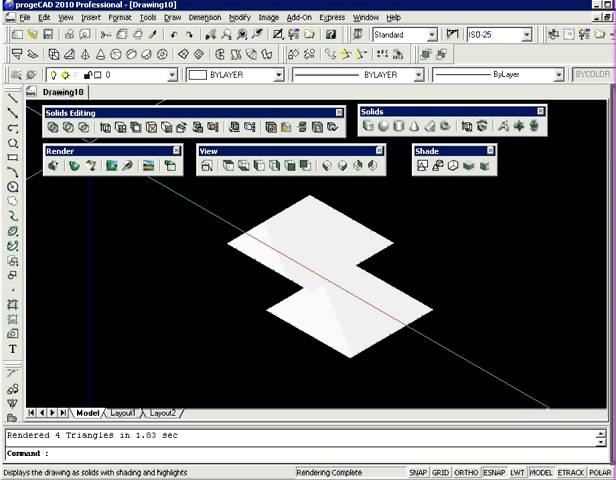 progeCAD 2010 Professional - [Drawing10]
File Edit View Insert Format Tools Draw Dimension Modify Image Add-On Express Window Help
Standard ISO-25
0 BYLAYER BYLAYER ByLayer BYCOLOR
Drawing10
Solids Editing
Solids
Render
View
Shade
T
Model Layout1 Layout2
Rendered 4 Triangles in 1.83 sec
Command :
Displays the drawing as solids with shading and highlights Rendering Complete SNAP GRID ORTHO ESNAP LWT MODEL ETRACK POLAR